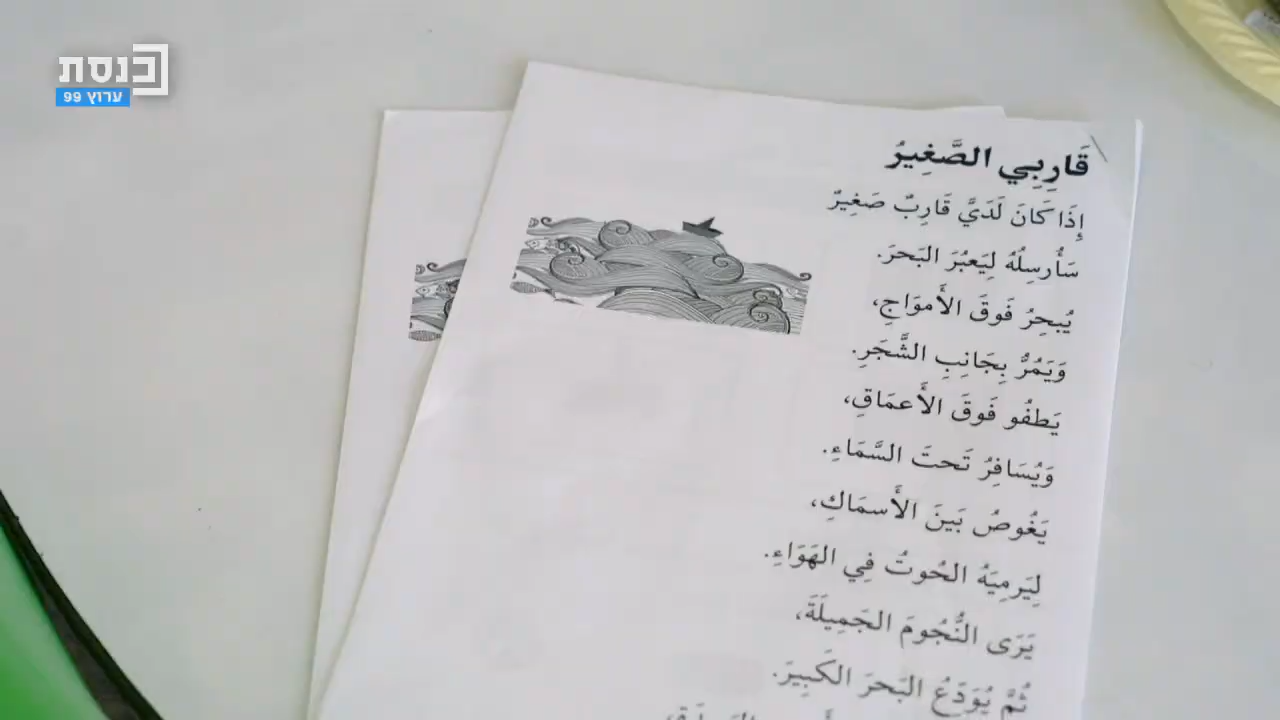 כנסת
ערוץ 99
قَارِبِي الصَّغِيرُ
إِذَا كَانَ لَدَيَّ قَارِبٌ صَغِيرٌ
سَأُرسِلُهُ لِيَعبُرَ البَحرَ.
يُبحِرُ فَوقَ الأَموَاجِ،
وَيَمُرُّ بِجَانِبِ الشَّجَرِ.
يَطفُو فَوقَ الأَعمَاقِ،
وَيُسَافِرُ تَحتَ السَّمَاءِ.
يَغُوصُ بَينَ الأَسمَاكِ،
لِيَرمِيَهُ الحُوتُ فِي الهَوَاءِ.
يَرَى النُّجُومَ الجَمِيلَةَ،
ثُمَّ يُوَدَعُ البَحرَ الكَبِيرَ.